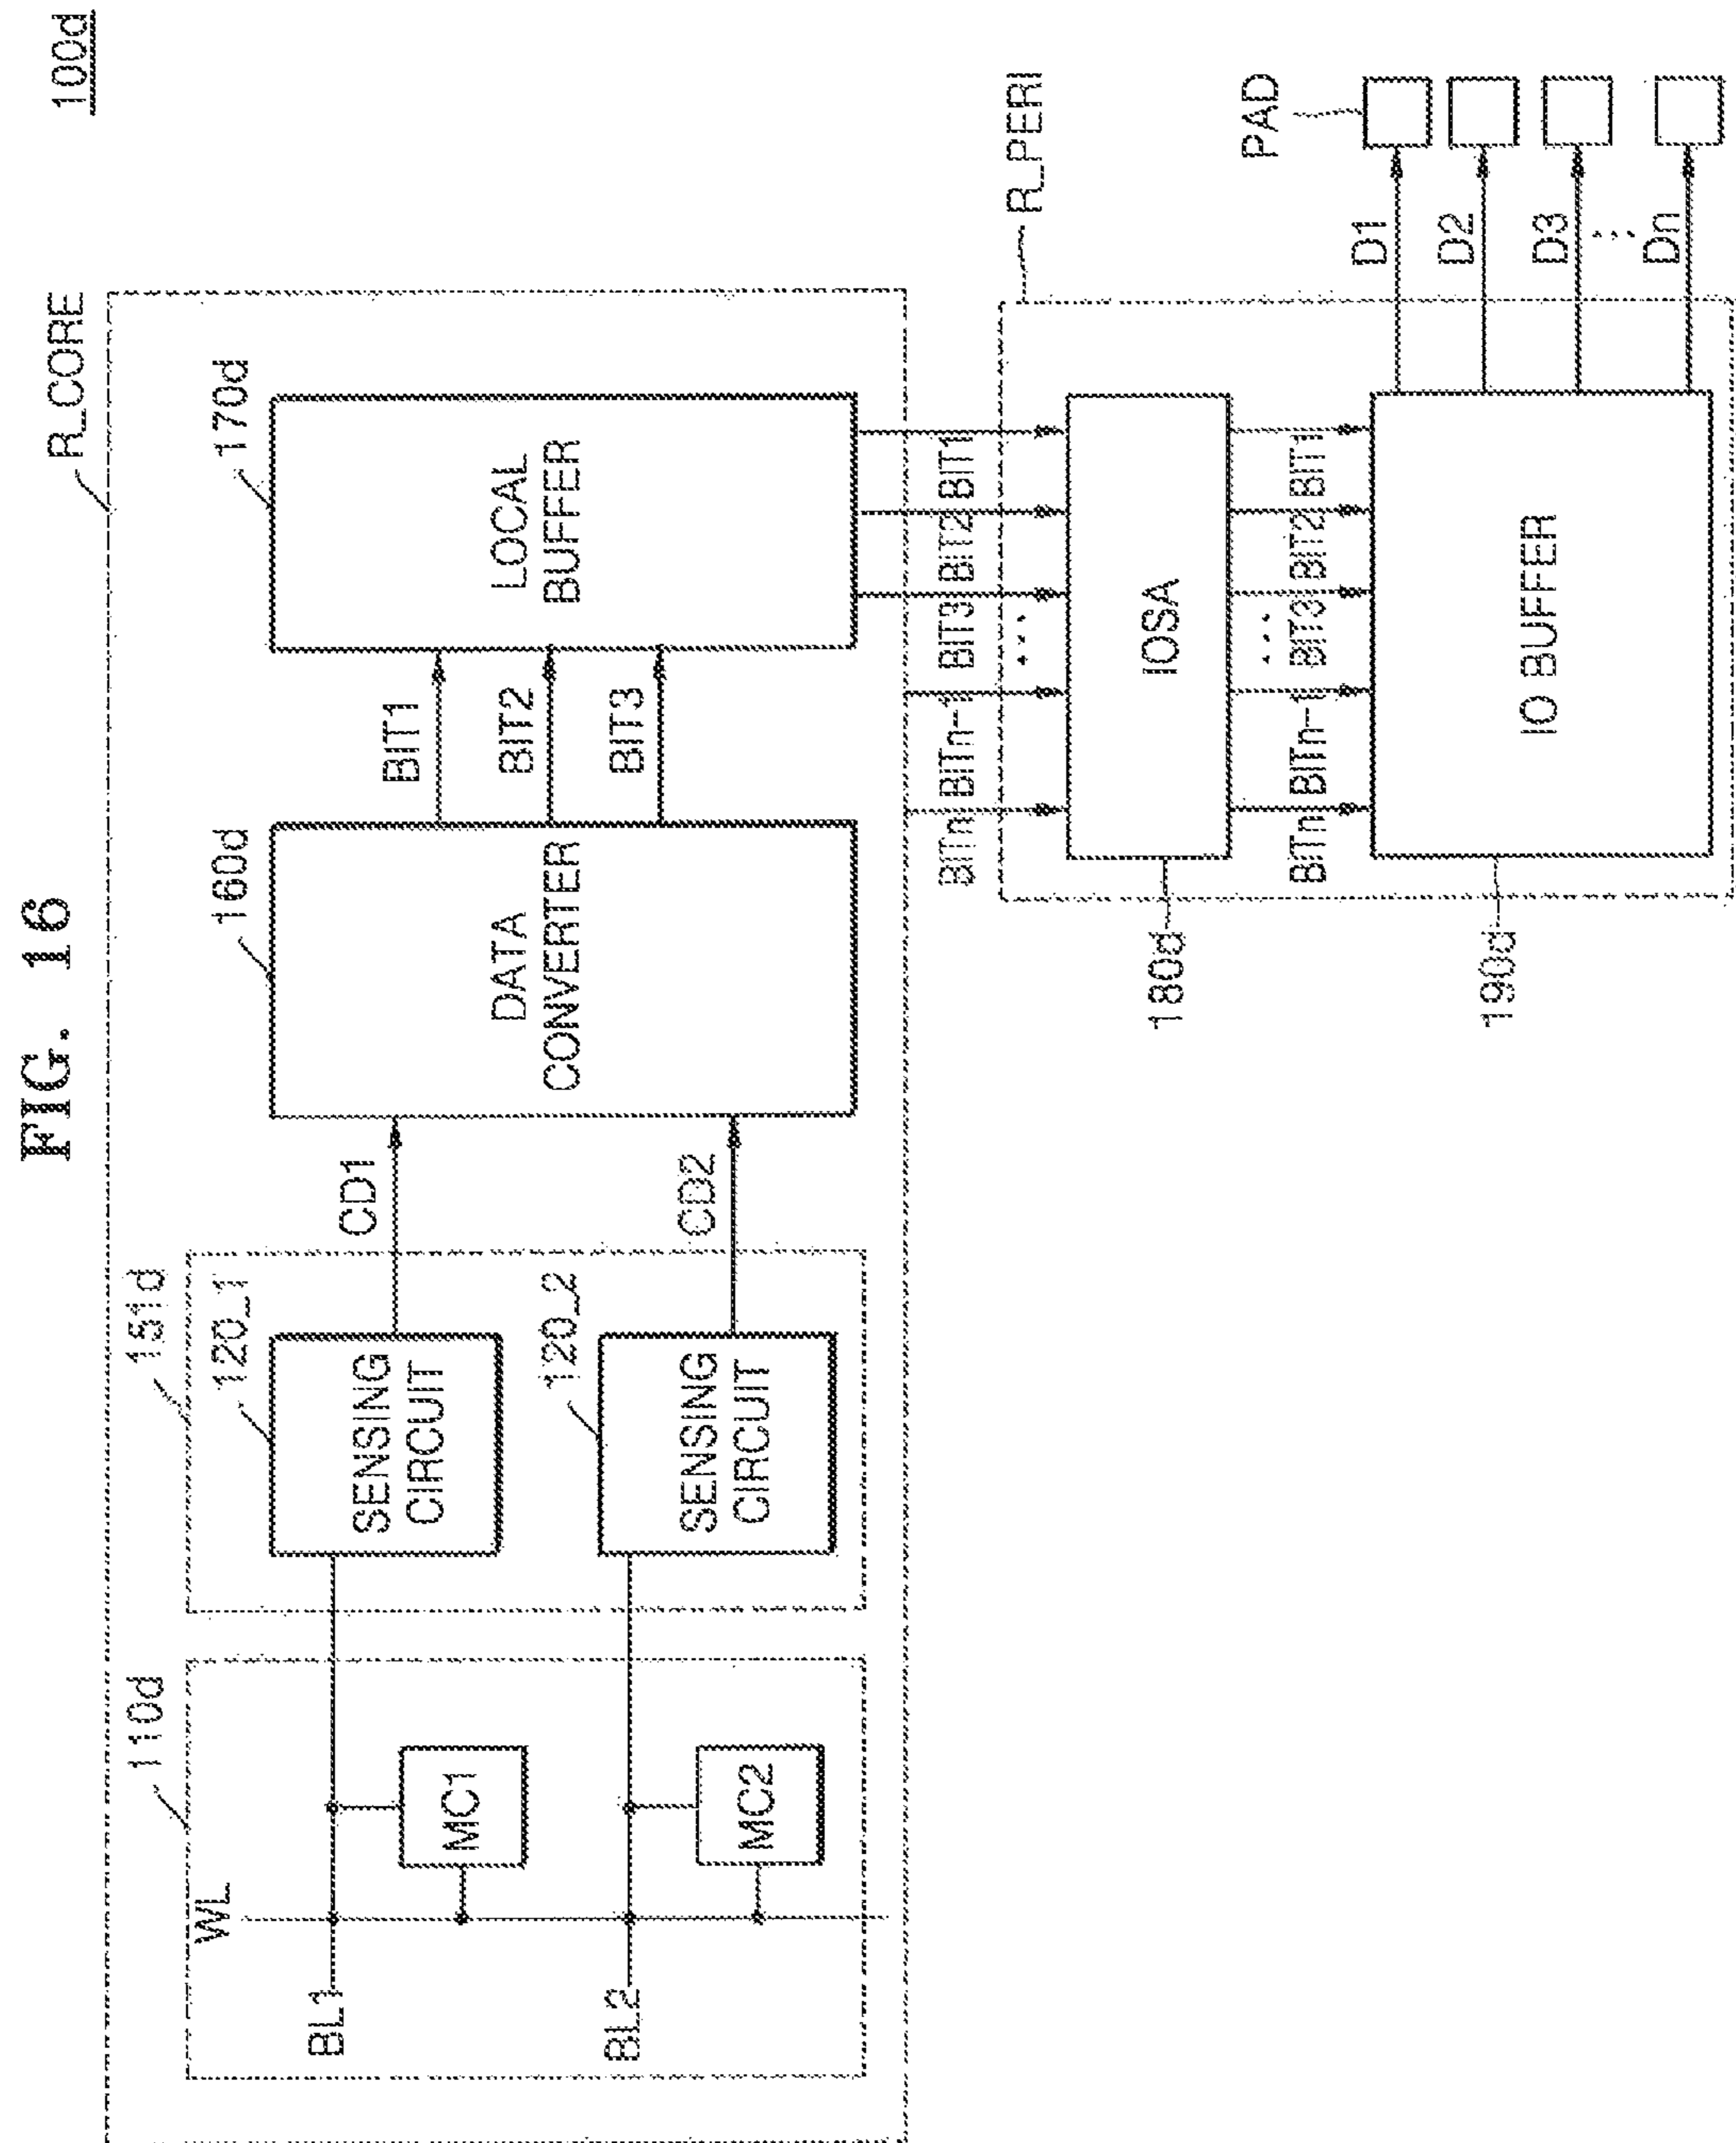 FIG. 16
100d
R_CORE
110d
WL
BL1
MC1
BL2
MC2
151d
120_1
SENSING
CIRCUIT
120_2
SENSING
CIRCUIT
CD1
CD2
160d
DATA
CONVERTER
BIT1
BIT2
BIT3
170d
LOCAL
BUFFER
BITn
BITn-1
...
BIT3
BIT2
BIT1
R_PERI
180d
IOSA
BITn
BITn-1
...
BIT3
BIT2
BIT1
190d
IO BUFFER
D1
D2
D3
...
Dn
PAD